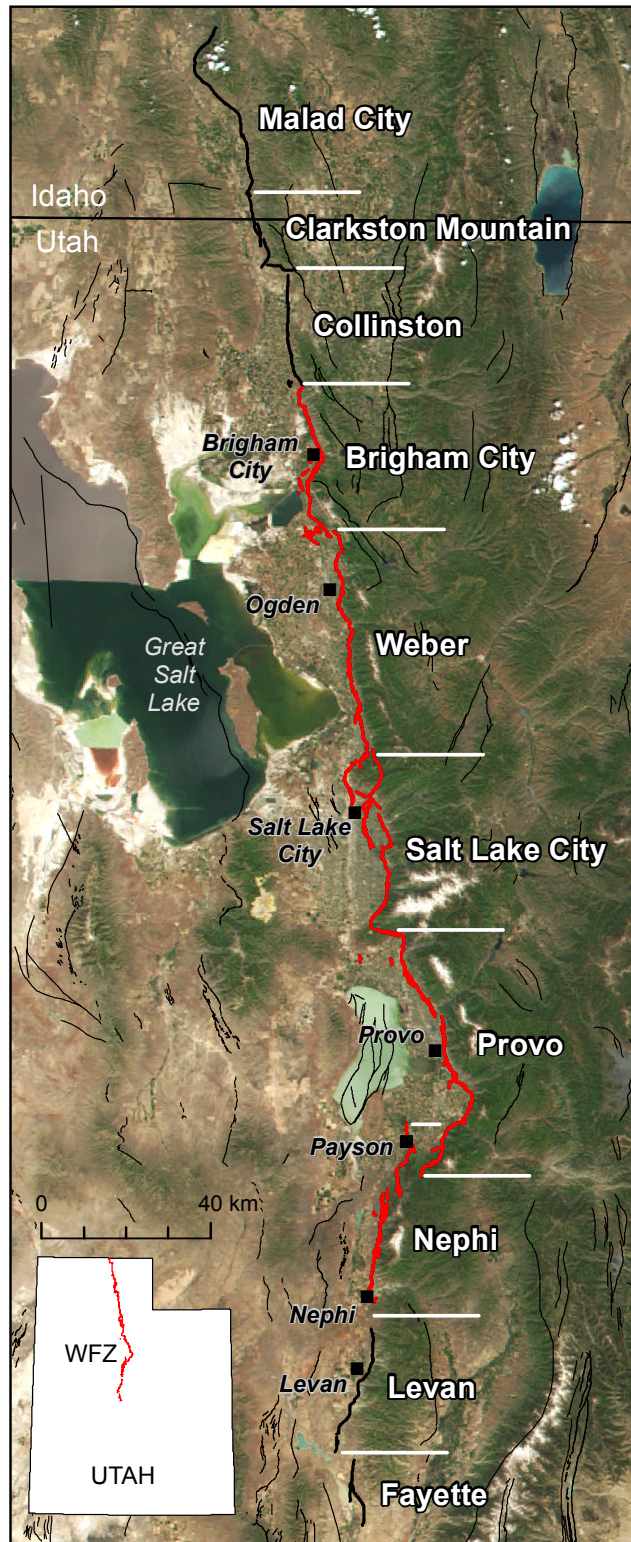 Malad City
Idaho
Utah
Clarkston Mountain
Collinston
Brigham
City
Brigham City
Ogden
Great
Salt
Lake
Weber
Salt Lake
City
Salt Lake City
Provo
Provo
Payson
0 40 km
Nephi
Nephi
WFZ
Levan
Levan
UTAH
Fayette